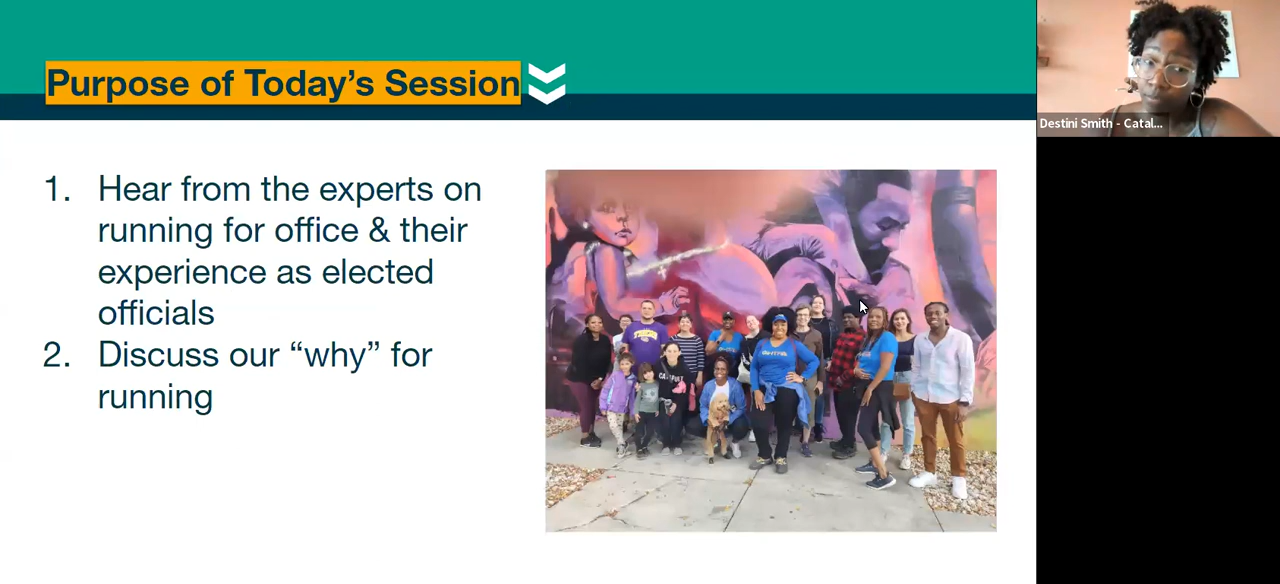 Purpose of Today’s Session
1. Hear from the experts on
running for office & their
experience as elected
officials
2. Discuss our “why” for
running
Destini Smith - Catal...